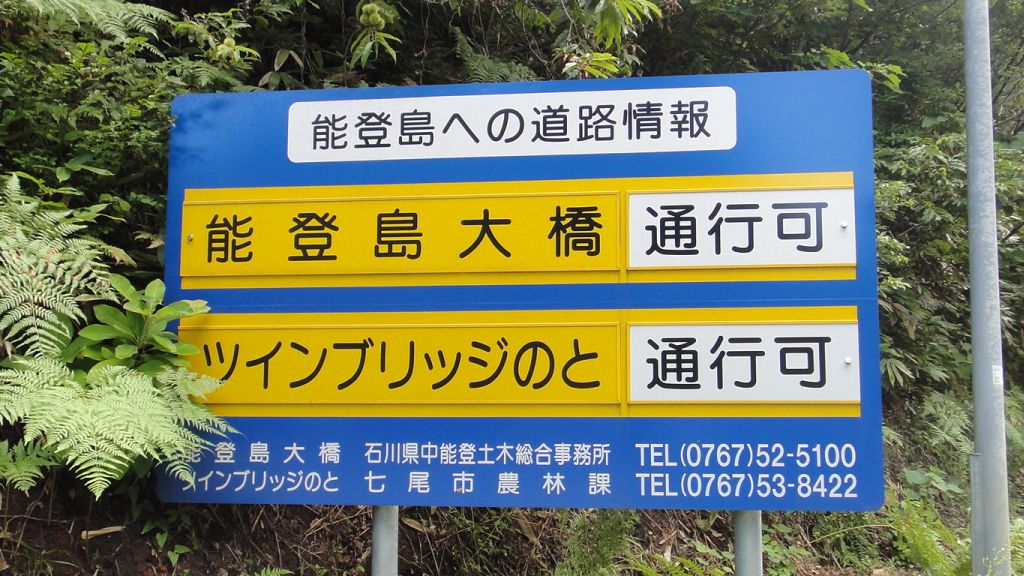 能登島への道路情報
能登島大橋 通行可
ツインブリッジのと 通行可
能登島大橋 石川県中能登土木総合事務所 TEL(0767)52-5100
ツインブリッジのと 七尾市農林課 TEL(0767)53-8422